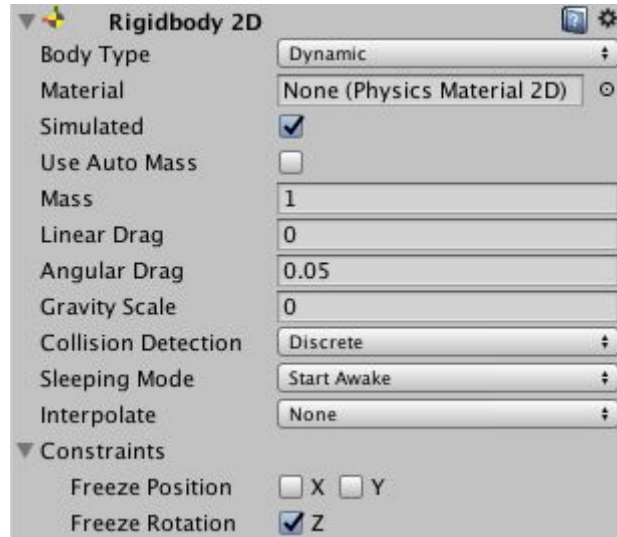 Rigidbody 2D
Body Type Dynamic
Material None (Physics Material 2D)
Simulated
Use Auto Mass
Mass 1
Linear Drag 0
Angular Drag 0.05
Gravity Scale 0
Collision Detection Discrete
Sleeping Mode Start Awake
Interpolate None
Constraints
Freeze Position X Y
Freeze Rotation Z